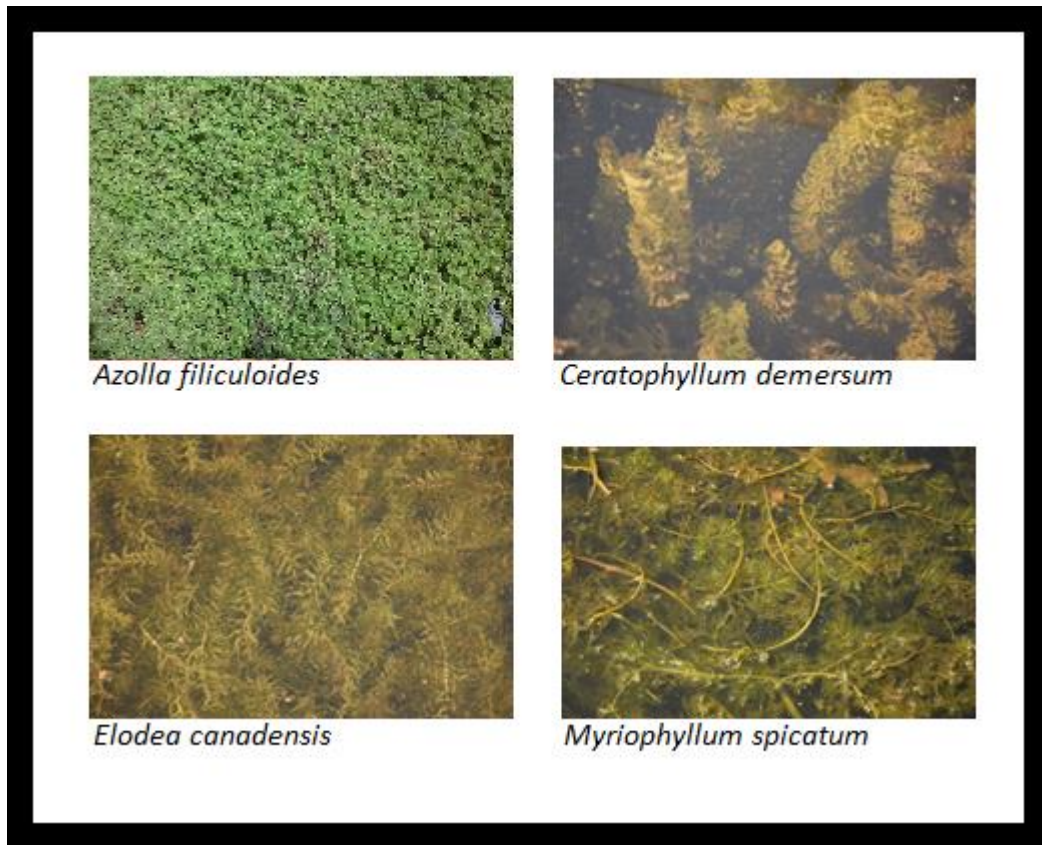 Azolla filiculoides
Ceratophyllum demersum
Elodea canadensis
Myriophyllum spicatum